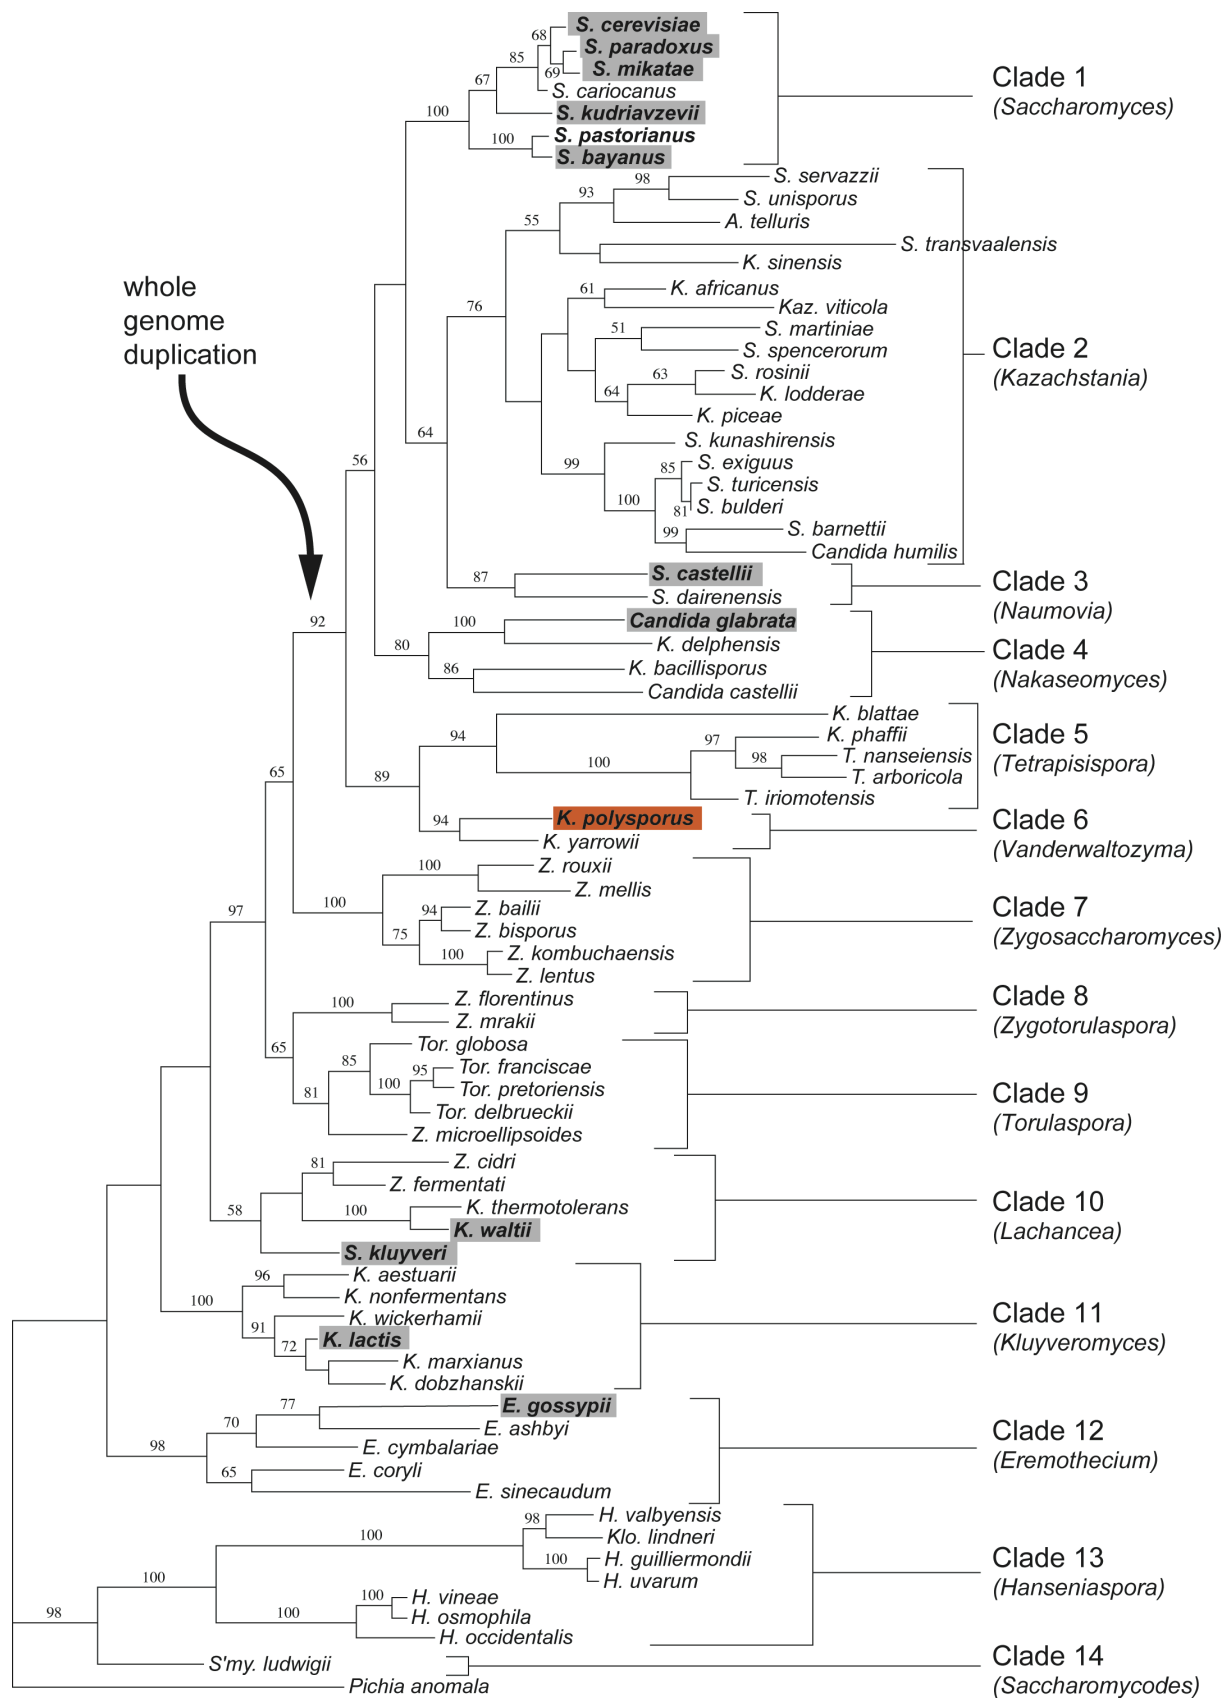 S. cerevisiae
68
S. paradoxus
85
69
S. mikatae
67
S. cariocanus
Clade 1
(Saccharomyces)
100
S. kudriavzevii
100
S. pastorianus
S. bayanus
98
S. servazzii
93
S. unisporus
55
A. telluris
S. transvaalensis
K. sinensis
whole
genome
duplication
61
K. africanus
Kaz. viticola
76
51
S. martiniae
S. spencerorum
Clade 2
(Kazachstania)
63
S. rosinii
64
K. lodderae
K. piceae
64
S. kunashirensis
56
99
85
S. exiguus
S. turicensis
100
81
S. bulderi
99
S. barnettii
Candida humilis
87
S. castellii
S. dairenensis
Clade 3
(Naumovia)
92
100
Candida glabrata
80
K. delphensis
86
K. bacillisporus
Candida castellii
Clade 4
(Nakaseomyces)
K. blattae
94
97
K. phaffii
98
T. nanseiensis
100
T. arboricola
T. iriomotensis
Clade 5
(Tetrapisispora)
65
89
94
K. polysporus
K. yarrowii
Clade 6
(Vanderwaltozyma)
100
Z. rouxii
Z. mellis
100
94
Z. bailii
75
Z. bisporus
100
Z. kombuchaensis
Z. lentus
Clade 7
(Zygosaccharomyces)
97
100
Z. florentinus
Z. mrakii
Clade 8
(Zygotorulaspora)
65
Tor. globosa
85
95
Tor. franciscae
100
Tor. pretoriensis
81
Tor. delbrueckii
Z. microellipsoides
Clade 9
(Torulaspora)
81
Z. cidri
Z. fermentati
58
100
K. thermotolerans
K. waltii
S. kluyveri
Clade 10
(Lachancea)
96
K. aestuarii
100
K. nonfermentans
91
K. wickerhamii
72
K. lactis
K. marxianus
K. dobzhanskii
Clade 11
(Kluyveromyces)
77
E. gossypii
70
E. ashbyi
98
E. cymbalariae
65
E. coryli
E. sinecaudum
Clade 12
(Eremothecium)
98
H. valbyensis
100
Klo. lindneri
100
H. guilliermondii
H. uvarum
100
100
H. vineae
100
H. osmophila
H. occidentalis
Clade 13
(Hanseniaspora)
98
S'my. ludwigii
Clade 14
(Saccharomycodes)
Pichia anomala